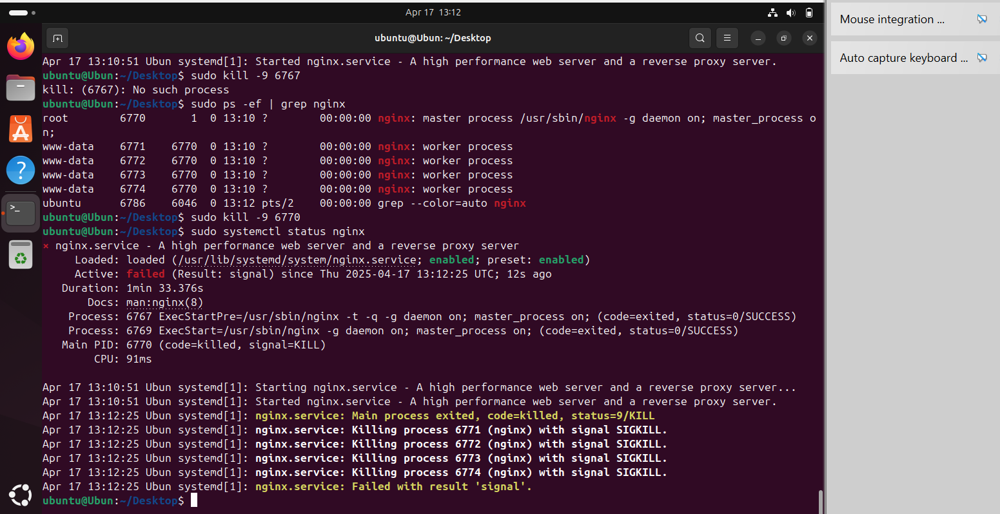 Apr 17 13:12
ubuntu@Ubun: ~/Desktop
Mouse integration ...
Auto capture keyboard ...
Apr 17 13:10:51 Ubun systemd[1]: Started nginx.service - A high performance web server and a reverse proxy server.
ubuntu@Ubun:~/Desktop$ sudo kill -9 6767
kill: (6767): No such process
ubuntu@Ubun:~/Desktop$ sudo ps -ef | grep nginx
root        6770       1  0 13:10 ?        00:00:00 nginx: master process /usr/sbin/nginx -g daemon on; master_process o
n;
www-data    6771    6770  0 13:10 ?        00:00:00 nginx: worker process
www-data    6772    6770  0 13:10 ?        00:00:00 nginx: worker process
www-data    6773    6770  0 13:10 ?        00:00:00 nginx: worker process
www-data    6774    6770  0 13:10 ?        00:00:00 nginx: worker process
ubuntu      6786    6046  0 13:12 pts/2    00:00:00 grep --color=auto nginx
ubuntu@Ubun:~/Desktop$ sudo kill -9 6770
ubuntu@Ubun:~/Desktop$ sudo systemctl status nginx
× nginx.service - A high performance web server and a reverse proxy server
     Loaded: loaded (/usr/lib/systemd/system/nginx.service; enabled; preset: enabled)
     Active: failed (Result: signal) since Thu 2025-04-17 13:12:25 UTC; 12s ago
   Duration: 1min 33.376s
       Docs: man:nginx(8)
    Process: 6767 ExecStartPre=/usr/sbin/nginx -t -q -g daemon on; master_process on; (code=exited, status=0/SUCCESS)
    Process: 6769 ExecStart=/usr/sbin/nginx -g daemon on; master_process on; (code=exited, status=0/SUCCESS)
   Main PID: 6770 (code=killed, signal=KILL)
        CPU: 91ms
Apr 17 13:10:51 Ubun systemd[1]: Starting nginx.service - A high performance web server and a reverse proxy server...
Apr 17 13:10:51 Ubun systemd[1]: Started nginx.service - A high performance web server and a reverse proxy server.
Apr 17 13:12:25 Ubun systemd[1]: nginx.service: Main process exited, code=killed, status=9/KILL
Apr 17 13:12:25 Ubun systemd[1]: nginx.service: Killing process 6771 (nginx) with signal SIGKILL.
Apr 17 13:12:25 Ubun systemd[1]: nginx.service: Killing process 6772 (nginx) with signal SIGKILL.
Apr 17 13:12:25 Ubun systemd[1]: nginx.service: Killing process 6773 (nginx) with signal SIGKILL.
Apr 17 13:12:25 Ubun systemd[1]: nginx.service: Killing process 6774 (nginx) with signal SIGKILL.
Apr 17 13:12:25 Ubun systemd[1]: nginx.service: Failed with result 'signal'.
ubuntu@Ubun:~/Desktop$